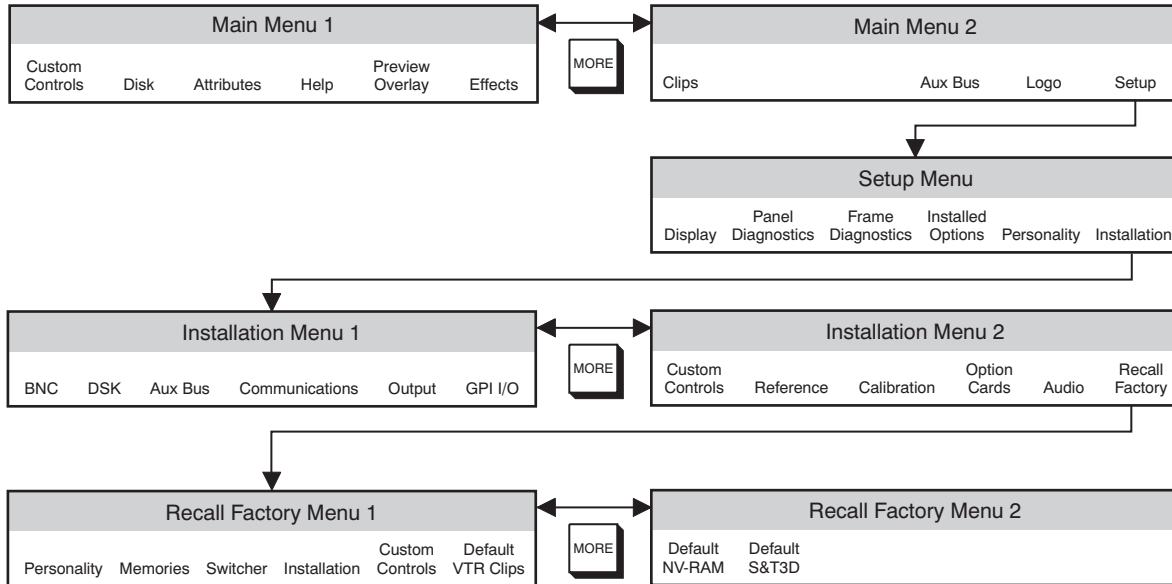 Main Menu 1
Custom
Controls
Disk
Attributes
Help
Preview
Overlay
Effects
MORE
Main Menu 2
Clips
Aux Bus
Logo
Setup
Setup Menu
Display
Panel
Diagnostics
Frame
Diagnostics
Installed
Options
Personality
Installation
Installation Menu 1
BNC
DSK
Aux Bus
Communications
Output
GPI I/O
MORE
Installation Menu 2
Custom
Controls
Reference
Calibration
Option
Cards
Audio
Recall
Factory
Recall Factory Menu 1
Personality
Memories
Switcher
Installation
Custom
Controls
Default
VTR Clips
MORE
Recall Factory Menu 2
Default
NV-RAM
Default
S&T3D